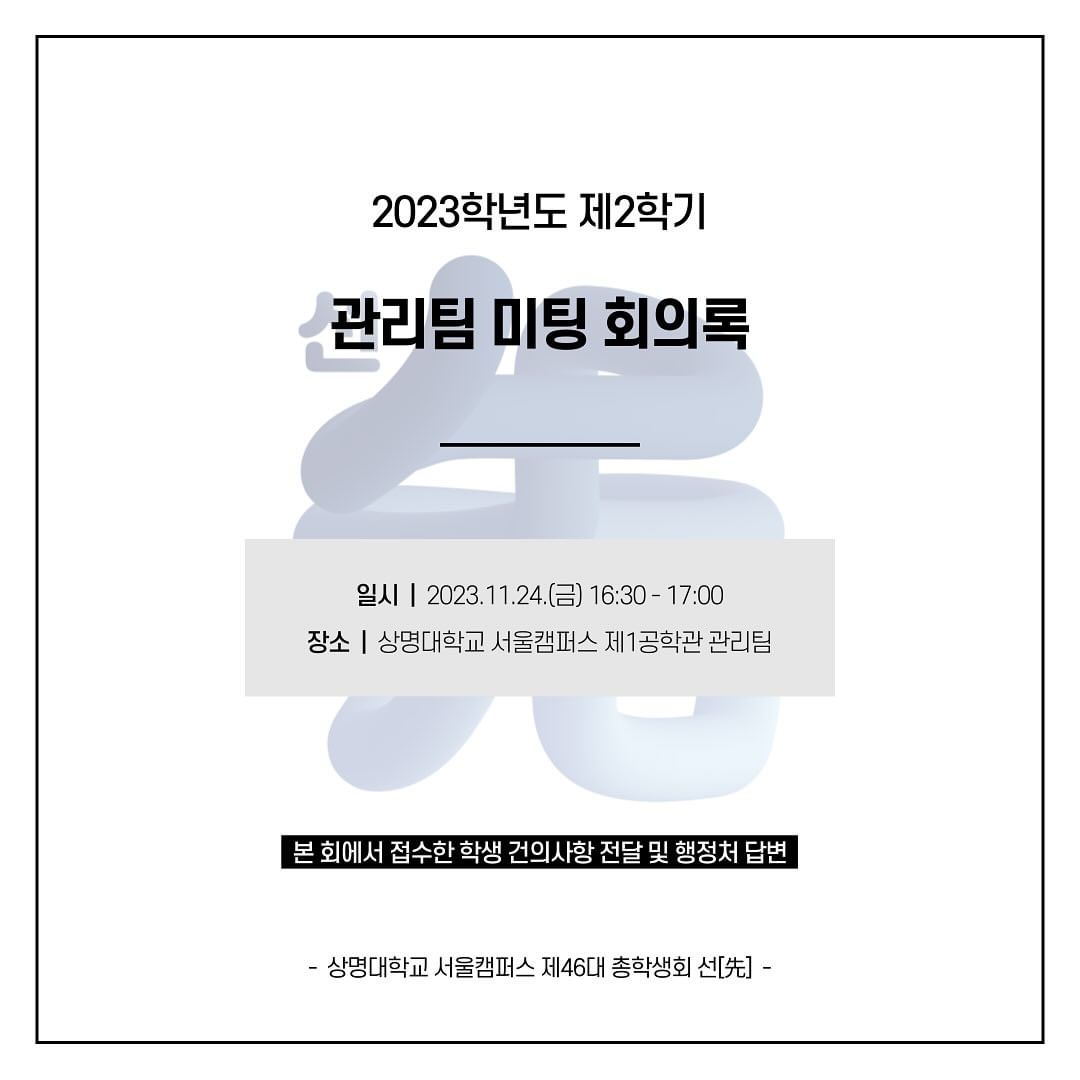 2023학년도 제2학기
선
관리팀 미팅 회의록
先
일시 | 2023.11.24.(금) 16:30 - 17:00
장소 | 상명대학교 서울캠퍼스 제1공학관 관리팀
본 회에서 접수한 학생 건의사항 전달 및 행정처 답변
- 상명대학교 서울캠퍼스 제46대 총학생회 선[先] -